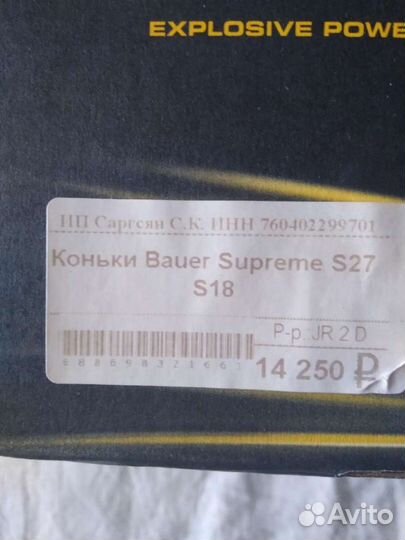 EXPLOSIVE POWE
ИП Саргсян С.К. ИНН 760402299701
Коньки Bauer Supreme S27
S18
Р-р: JR 2 D
14 250 ₽
Avito